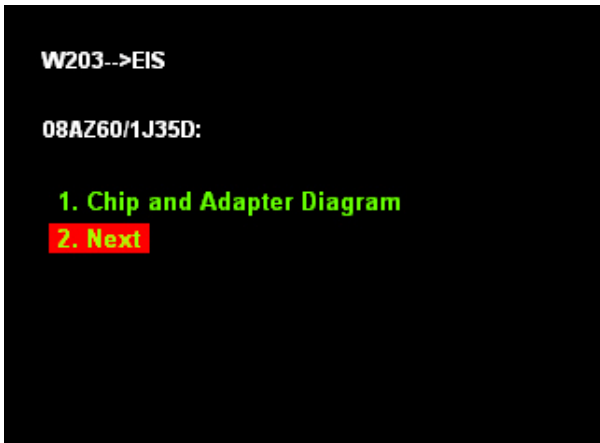 W203-->EIS
08AZ60/1J35D:
1. Chip and Adapter Diagram
2. Next